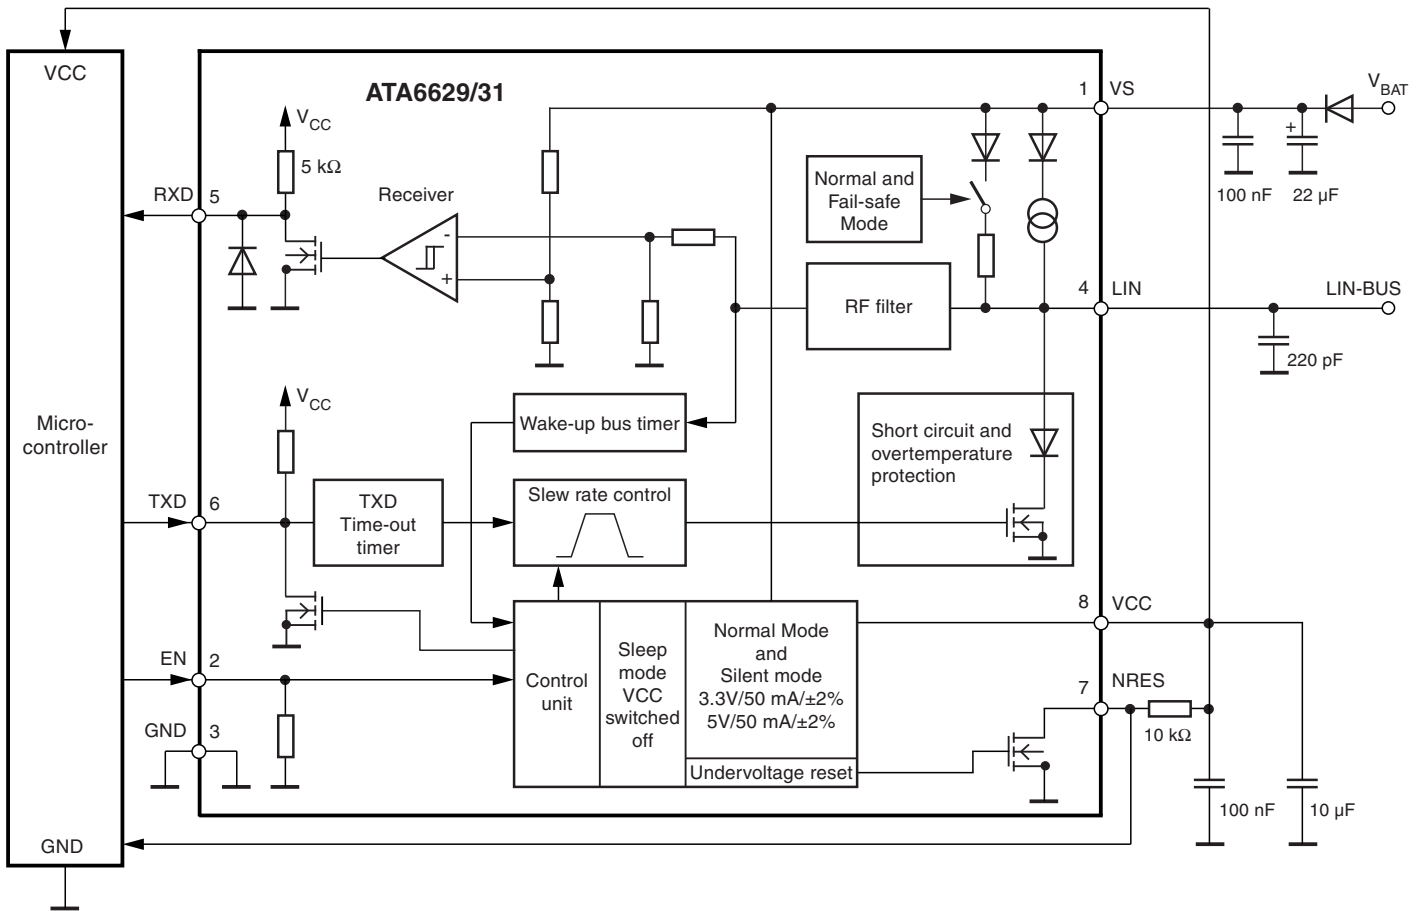 VCC
ATA6629/31
1
VS
VBAT
VCC
5 kΩ
RXD
5
Receiver
-
+
Normal and
Fail-safe
Mode
100 nF
+
22 µF
RF filter
4
LIN
LIN-BUS
220 pF
VCC
Micro-
controller
Wake-up bus timer
Short circuit and
overtemperature
protection
TXD
6
TXD
Time-out
timer
Slew rate control
8
VCC
EN
2
Control
unit
Sleep
mode
VCC
switched
off
Normal Mode
and
Silent mode
3.3V/50 mA/±2%
5V/50 mA/±2%
Undervoltage reset
7
NRES
10 kΩ
GND
3
100 nF
10 µF
GND